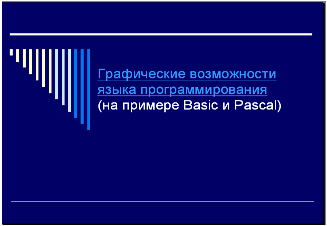 Графические возможности
языка программирования
(на примере Basic и Pascal)